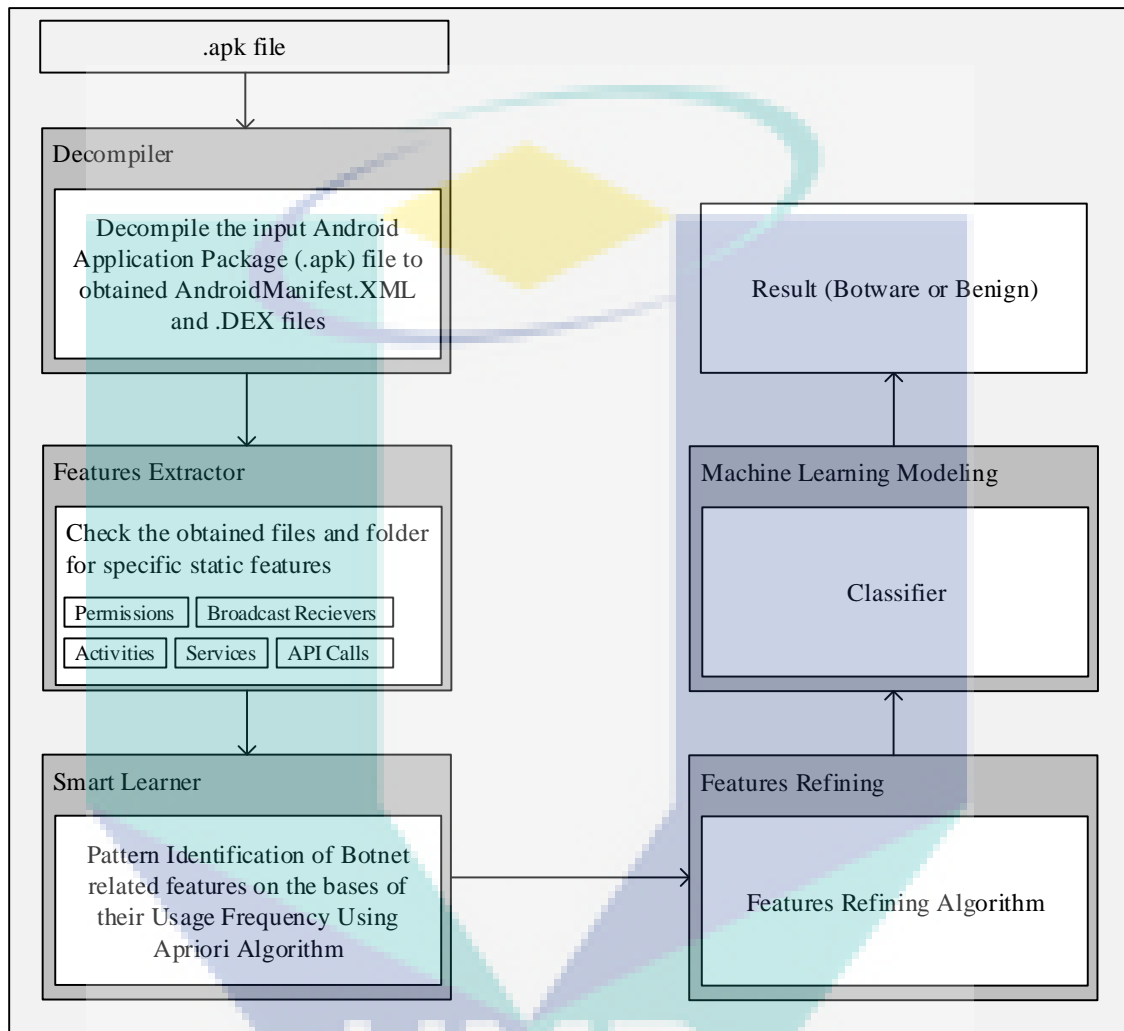 .apk file
Decompiler
Decompile the input Android
Application Package (.apk) file to
obtained AndroidManifest.XML
and .DEX files
Features Extractor
Check the obtained files and folder
for specific static features
Permissions
Broadcast Recievers
Activities
Services
API Calls
Smart Learner
Pattern Identification of Botnet
related features on the bases of
their Usage Frequency Using
Apriori Algorithm
Features Refining
Features Refining Algorithm
Machine Learning Modeling
Classifier
Result (Botware or Benign)